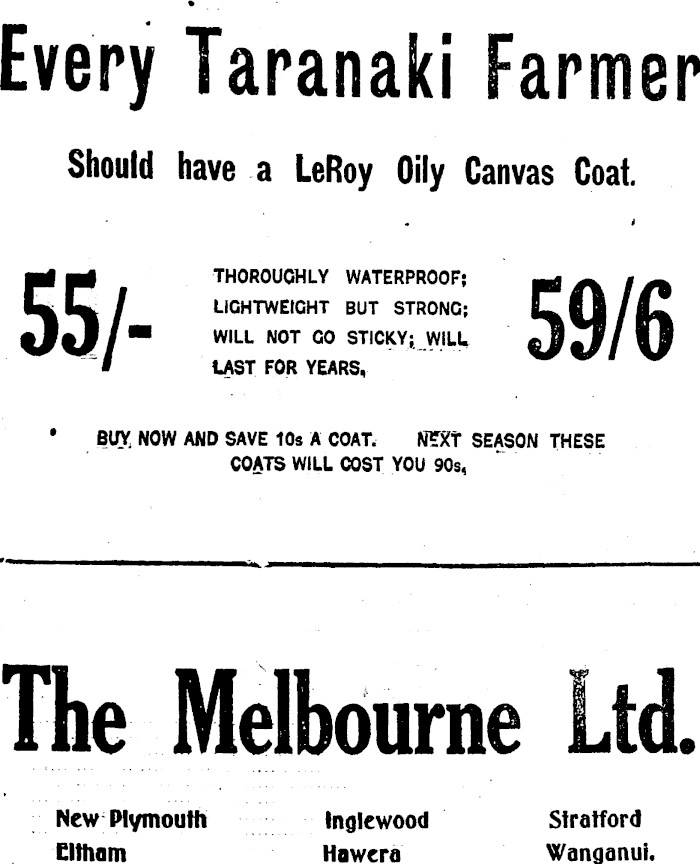 Every Taranaki Farmer
Should have a LeRoy Oily Canvas Coat.
55/-
THOROUGHLY WATERPROOF;
LIGHTWEIGHT BUT STRONG;
WILL NOT GO STICKY; WILL
LAST FOR YEARS,
59/6
BUY NOW AND SAVE 10s A COAT. NEXT SEASON THESE
COATS WILL COST YOU 90s,
The Melbourne Ltd.
New Plymouth Inglewood Stratford
Eltham Hawera Wanganui.